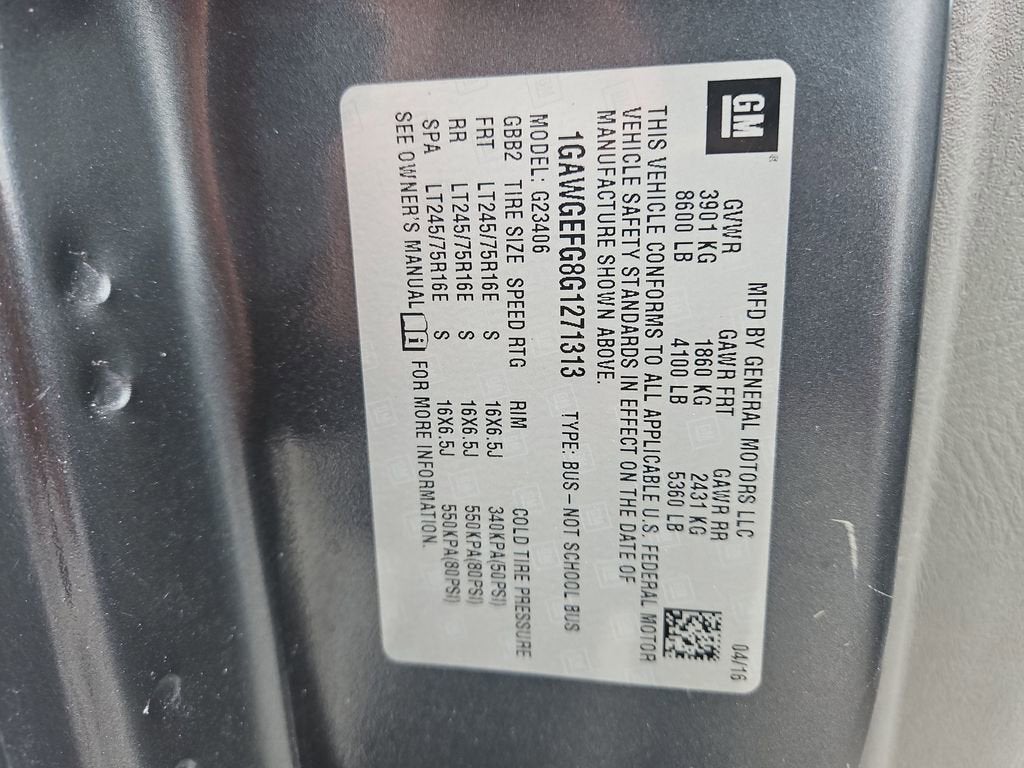 GM®
MFD BY GENERAL MOTORS LLC 04/16
GVWR GAWR FRT GAWR RR
3901 KG 1860 KG 2431 KG
8600 LB 4100 LB 5360 LB
THIS VEHICLE CONFORMS TO ALL APPLICABLE U.S. FEDERAL MOTOR
VEHICLE SAFETY STANDARDS IN EFFECT ON THE DATE OF
MANUFACTURE SHOWN ABOVE.
1GAWGEFG8G1271313 TYPE: BUS-NOT SCHOOL BUS
MODEL: G23406
GBB2 TIRE SIZE SPEED RTG RIM COLD TIRE PRESSURE
FRT LT245/75R16E S 16X6.5J 340KPA(50PSI)
RR LT245/75R16E S 16X6.5J 550KPA(80PSI)
SPA LT245/75R16E S 16X6.5J 550KPA(80PSI)
SEE OWNER'S MANUAL i FOR MORE INFORMATION.